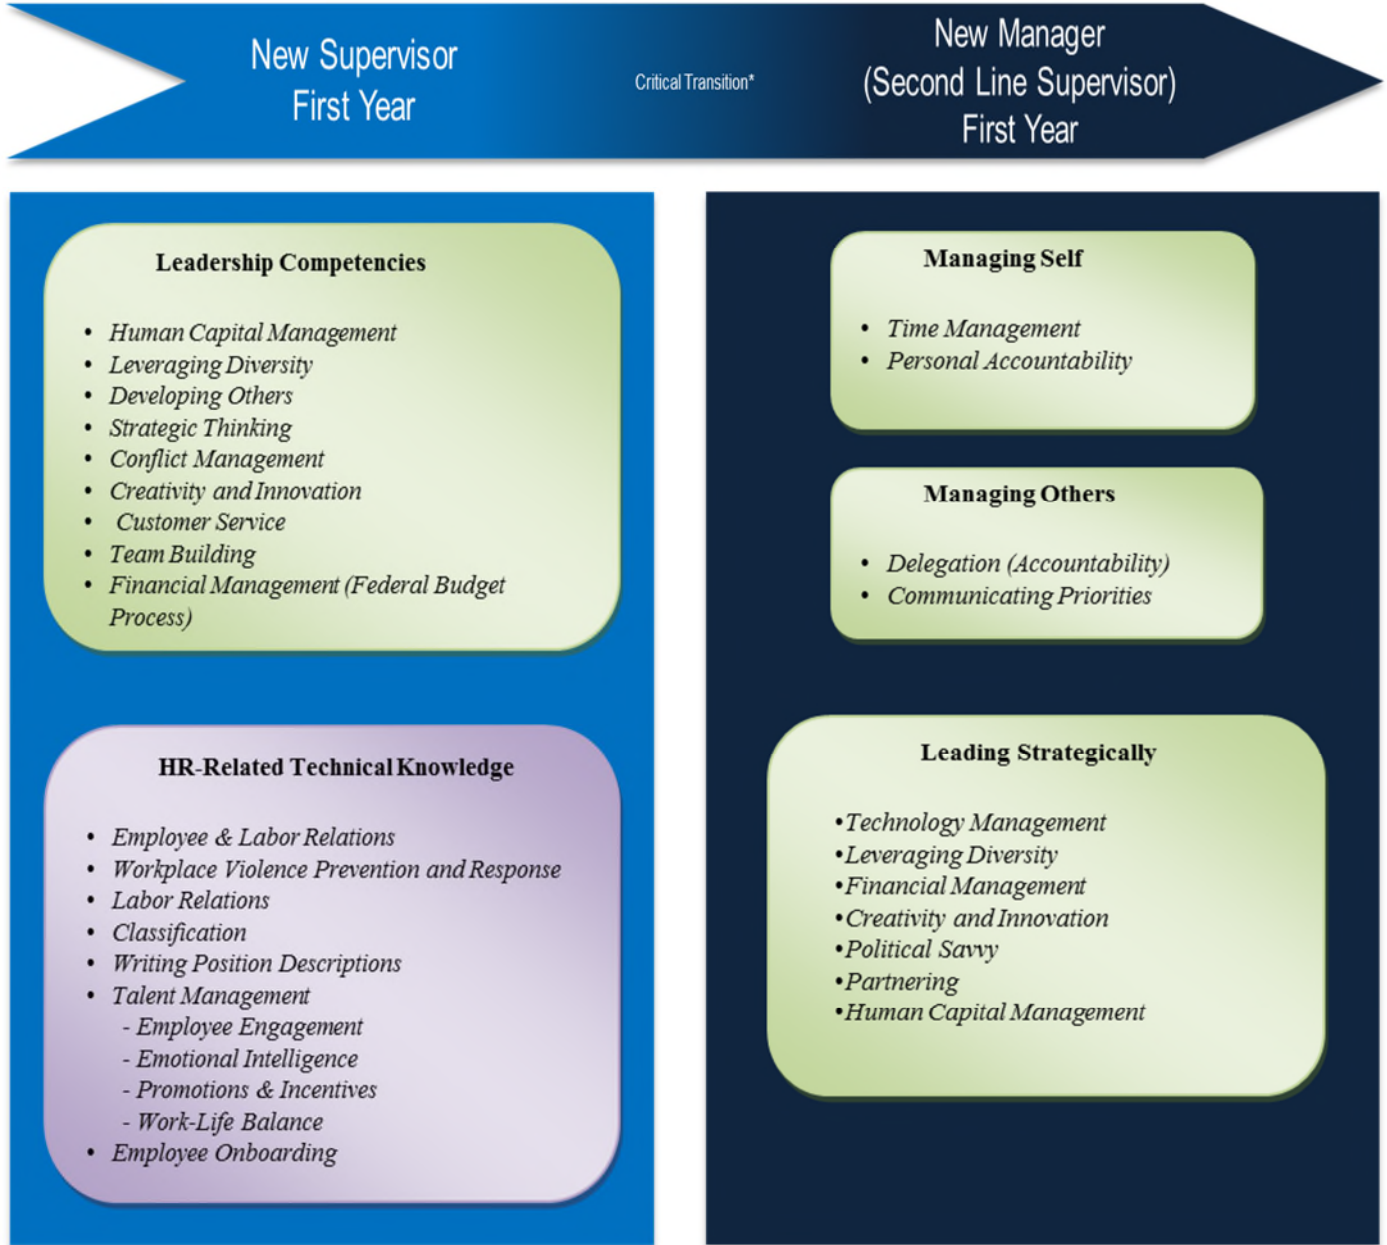 New Supervisor
First Year
Critical Transition*
New Manager
(Second Line Supervisor)
First Year
Leadership Competencies
• Human Capital Management
• Leveraging Diversity
• Developing Others
• Strategic Thinking
• Conflict Management
• Creativity and Innovation
• Customer Service
• Team Building
• Financial Management (Federal Budget
Process)
HR-Related Technical Knowledge
• Employee & Labor Relations
• Workplace Violence Prevention and Response
• Labor Relations
• Classification
• Writing Position Descriptions
• Talent Management
- Employee Engagement
- Emotional Intelligence
- Promotions & Incentives
- Work-Life Balance
• Employee Onboarding
Managing Self
• Time Management
• Personal Accountability
Managing Others
• Delegation (Accountability)
• Communicating Priorities
Leading Strategically
•Technology Management
•Leveraging Diversity
•Financial Management
•Creativity and Innovation
•Political Savvy
•Partnering
•Human Capital Management